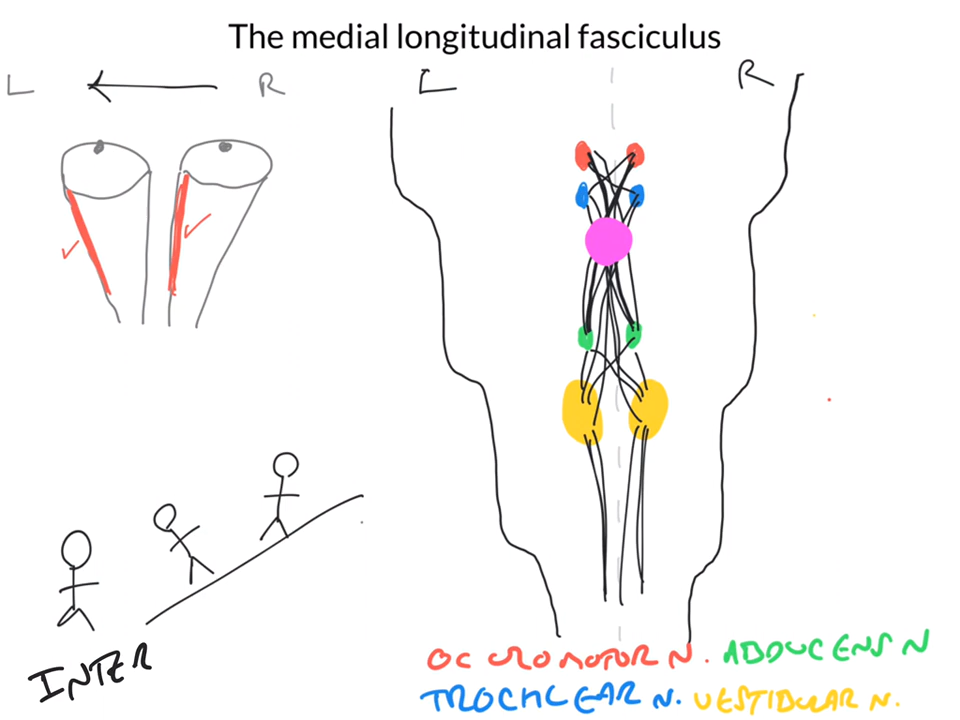 The medial longitudinal fasciculus
L R
L R
INTER
OCULOMOTOR N. ABDUCENS N
TROCHLEAR N. VESTIBULAR N.